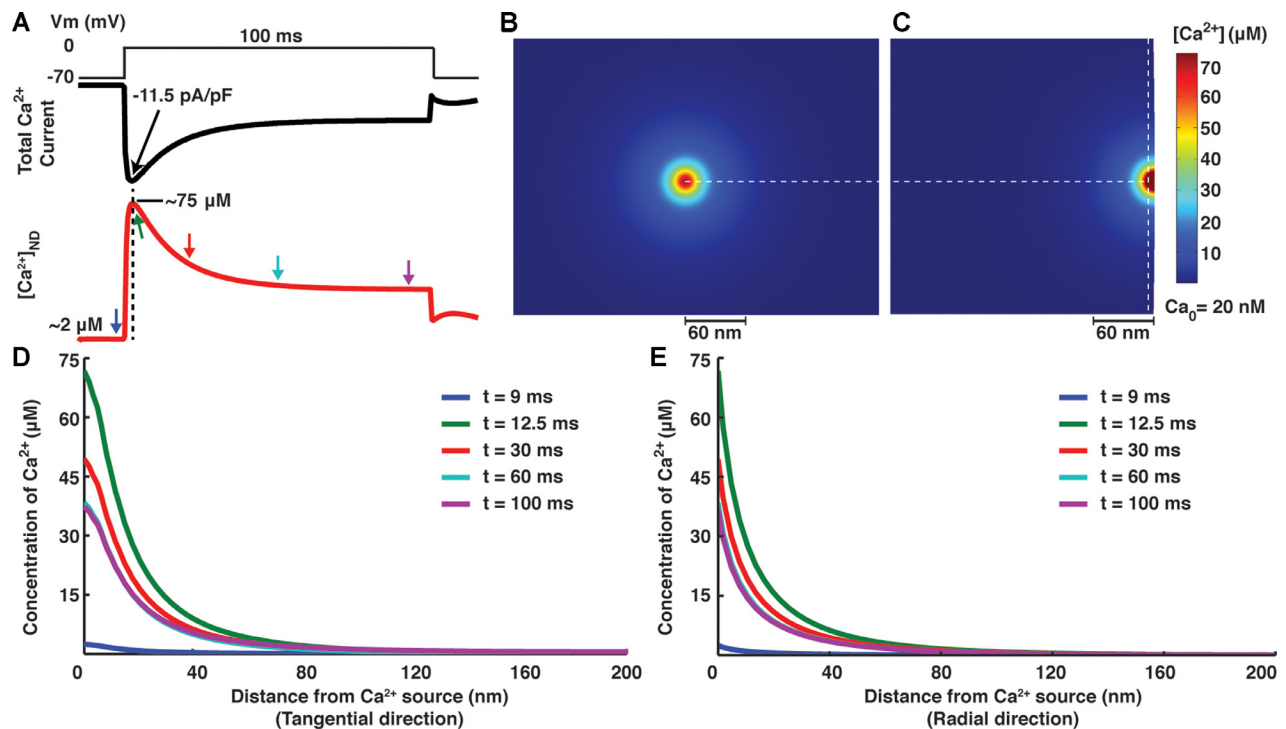 A
Vm (mV)
0
-70
100 ms
-11.5 pA/pF
Total Ca²⁺
Current
~75 μM
[Ca²⁺]ND
~2 μM
B
60 nm
C
60 nm
[Ca²⁺] (μM)
70
60
50
40
30
20
10
Ca₀= 20 nM
D
75
60
45
30
15
Concentration of Ca²⁺ (μM)
t = 9 ms
t = 12.5 ms
t = 30 ms
t = 60 ms
t = 100 ms
40
80
120
160
200
Distance from Ca²⁺ source (nm)
(Tangential direction)
E
75
60
45
30
15
Concentration of Ca²⁺ (μM)
t = 9 ms
t = 12.5 ms
t = 30 ms
t = 60 ms
t = 100 ms
40
80
120
160
200
Distance from Ca²⁺ source (nm)
(Radial direction)